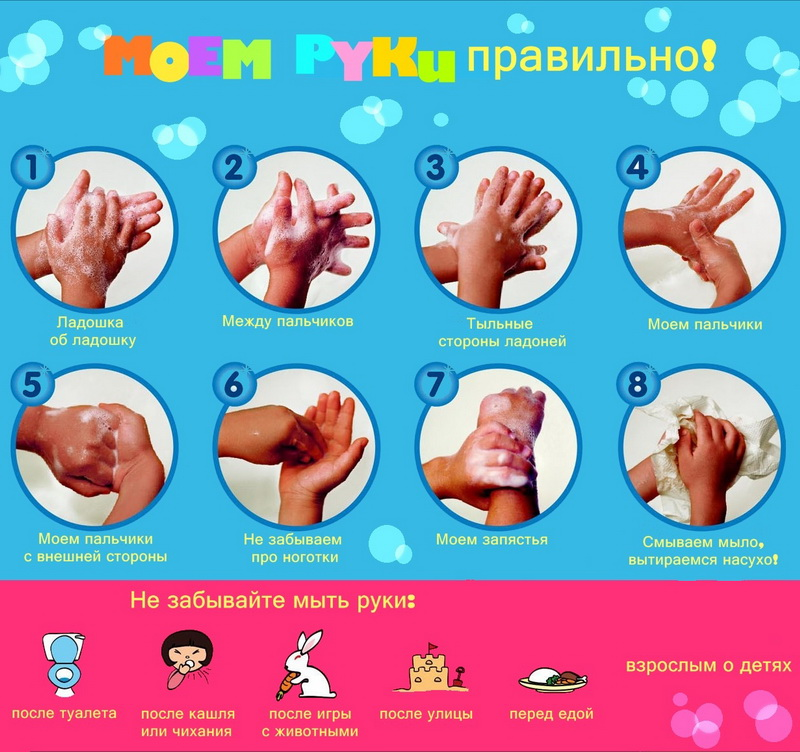 Моем руки правильно!
1
2
3
4
Ладошка
об ладошку
Между пальчиков
Тыльные
стороны ладоней
Моем пальчики
5
6
7
8
Моем пальчики
с внешней стороны
Не забываем
про ноготки
Моем запястья
Смываем мыло,
вытираемся насухо!
Не забывайте мыть руки:
после туалета
после кашля
или чихания
после игры
с животными
после улицы
перед едой
взрослым о детях